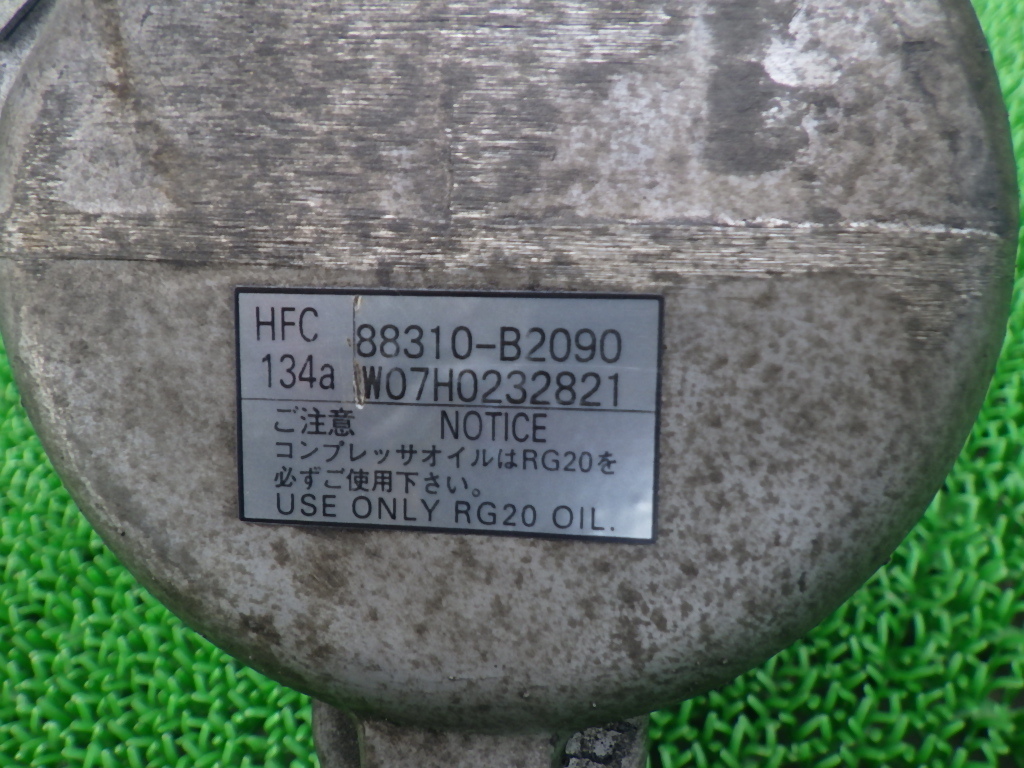 HFC 88310-B2090
134a W07H0232821
ご注意 NOTICE
コンプレッサオイルはRG20を
必ずご使用下さい。
USE ONLY RG20 OIL.